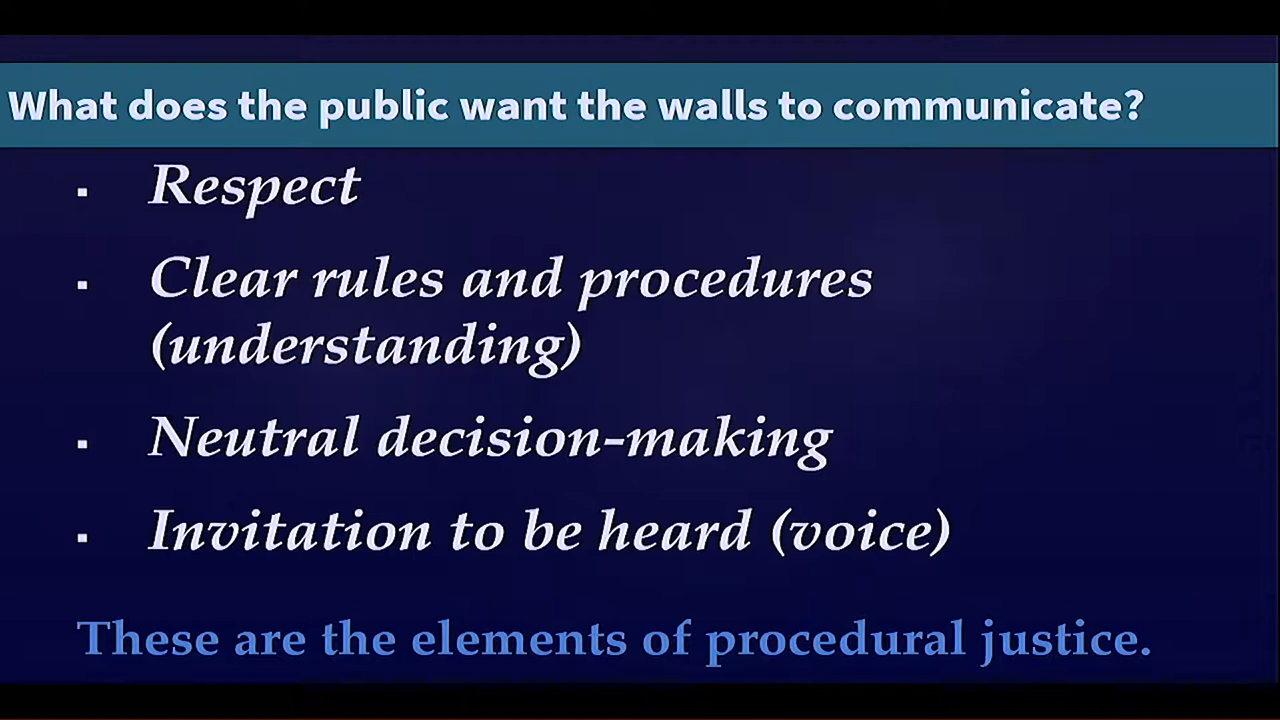 What does the public want the walls to communicate?
▪ Respect
▪ Clear rules and procedures
(understanding)
▪ Neutral decision-making
▪ Invitation to be heard (voice)
These are the elements of procedural justice.